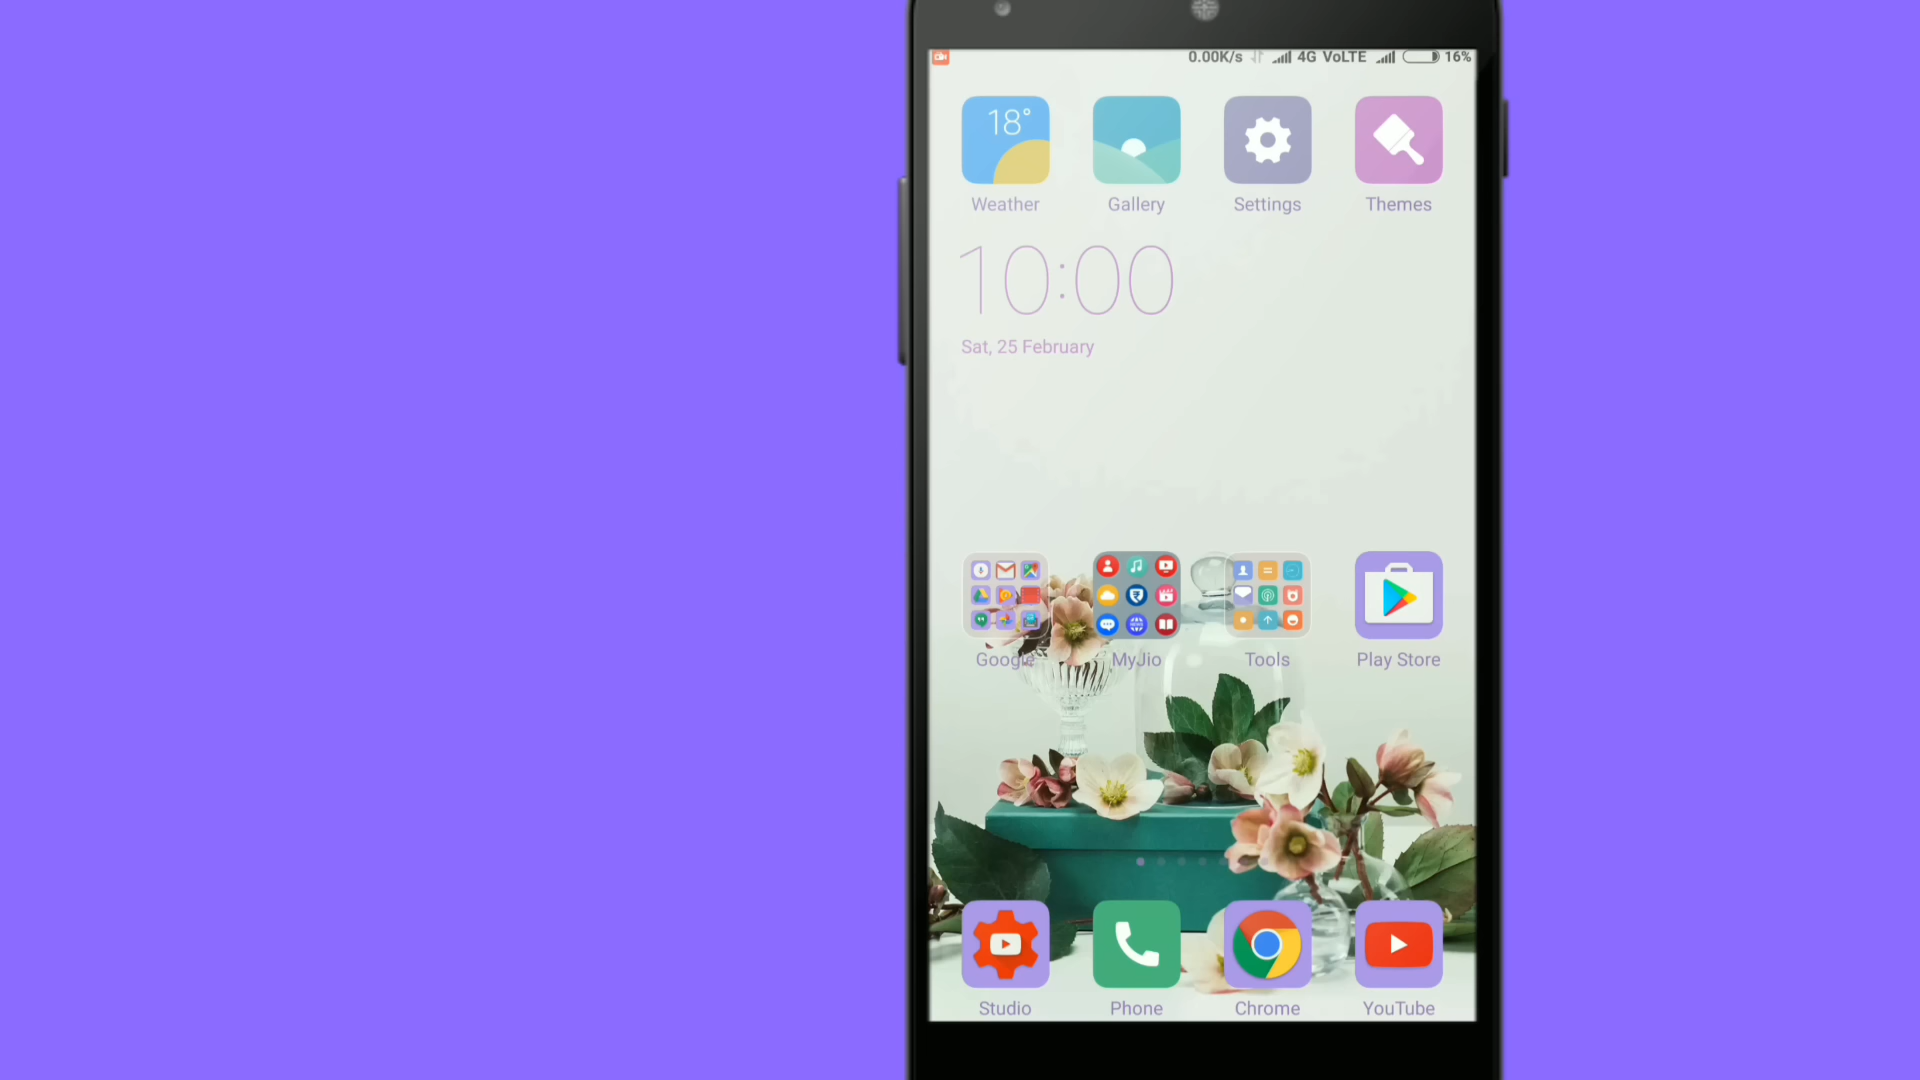 0.00K/s 4G VoLTE 16%
18°
Weather Gallery Settings Themes
10:00
Sat, 25 February
Google MyJio Tools Play Store
Studio Phone Chrome YouTube